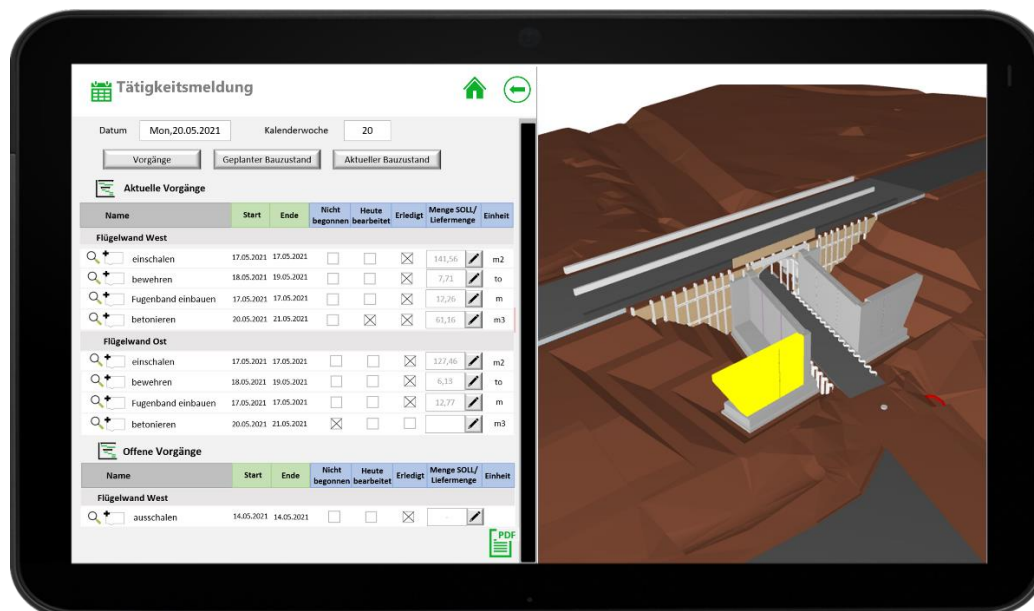 Tätigkeitsmeldung
Datum Mon,20.05.2021 Kalenderwoche 20
Vorgänge Geplanter Bauzustand Aktueller Bauzustand
Aktuelle Vorgänge
Name Start Ende Nicht begonnen Heute bearbeitet Erledigt Menge SOLL/ Liefermenge Einheit
Flügelwand West
einschalen 17.05.2021 17.05.2021 141,56 m2
bewehren 18.05.2021 19.05.2021 7,71 to
Fugenband einbauen 17.05.2021 17.05.2021 12,26 m
betonieren 20.05.2021 21.05.2021 61,16 m3
Flügelwand Ost
einschalen 17.05.2021 17.05.2021 127,46 m2
bewehren 18.05.2021 19.05.2021 6,13 to
Fugenband einbauen 17.05.2021 17.05.2021 12,77 m
betonieren 20.05.2021 21.05.2021 m3
Offene Vorgänge
Name Start Ende Nicht begonnen Heute bearbeitet Erledigt Menge SOLL/ Liefermenge Einheit
Flügelwand West
ausschalen 14.05.2021 14.05.2021 -
PDF